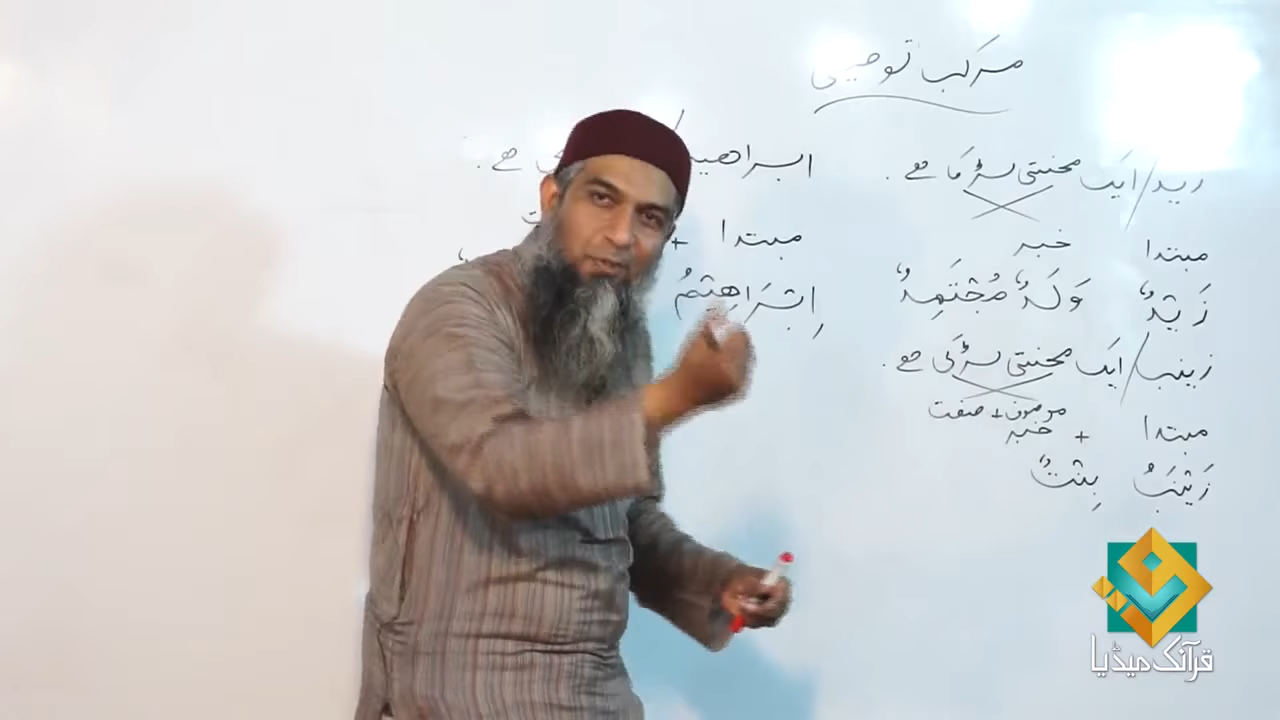 مرکب توصیفی
زید/ایک محنتی لڑکا ہے ۔
مبتدا خبر
زَیْدٌ وَلَدٌ مُجْتَهِدٌ
زینب/ایک محنتی لڑکی ہے ۔
موصوف + صفت
مبتدا + خبر
زَيْنَبُ بِنْتٌ
ہے ۔
مبتدا +
اِبْرَاهِيْمُ
قرآنک میڈیا